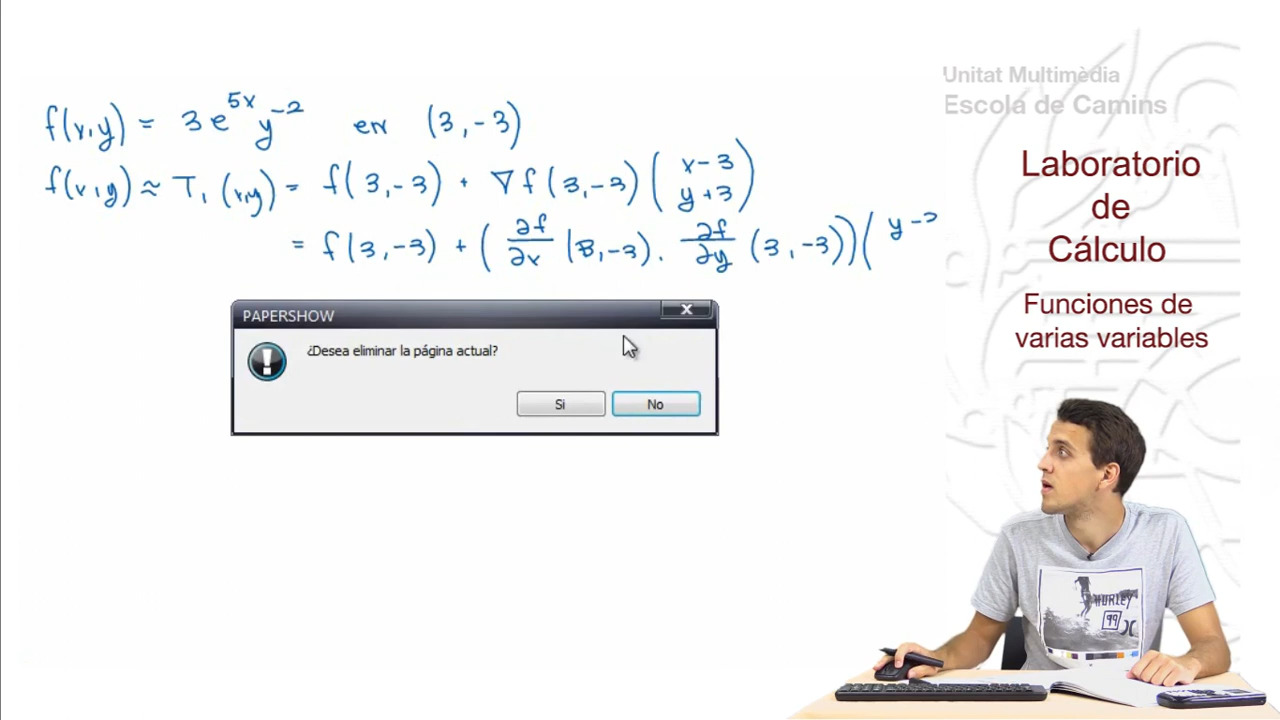 f(x,y) = 3e^{5x} y^{-2} en (3,-3)
f(x,y) ≈ T₁(x,y) = f(3,-3) + ∇f(3,-3) (x-3
y+3)
= f(3,-3) + (∂f/∂x (3,-3). ∂f/∂y (3,-3)) (y-3
PAPERSHOW
¿Desea eliminar la página actual?
Si
No
Unitat Multimèdia
Escola de Camins
Laboratorio
de
Cálculo
Funciones de
varias variables
HURLEY
99